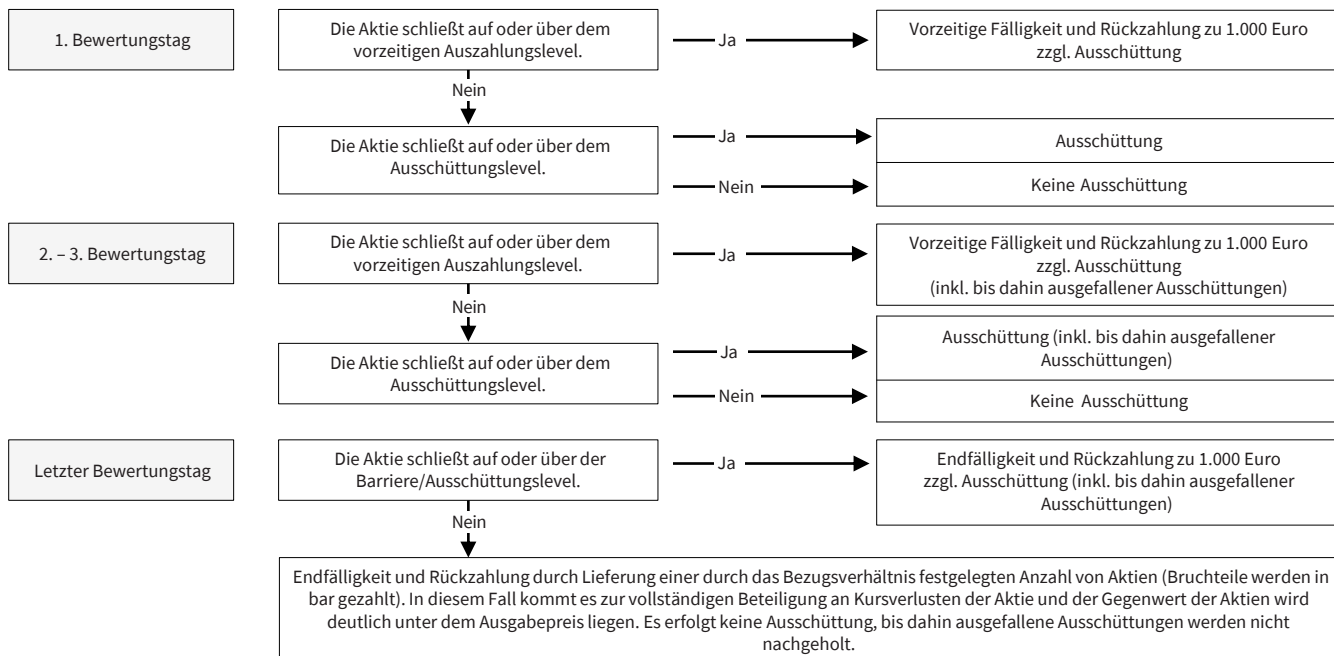 1. Bewertungstag
Die Aktie schließt auf oder über dem
vorzeitigen Auszahlungslevel.
Ja
Vorzeitige Fälligkeit und Rückzahlung zu 1.000 Euro
zzgl. Ausschüttung
Nein
Die Aktie schließt auf oder über dem
Ausschüttungslevel.
Ja
Ausschüttung
Nein
Keine Ausschüttung
2. – 3. Bewertungstag
Die Aktie schließt auf oder über dem
vorzeitigen Auszahlungslevel.
Ja
Vorzeitige Fälligkeit und Rückzahlung zu 1.000 Euro
zzgl. Ausschüttung
(inkl. bis dahin ausgefallener Ausschüttungen)
Nein
Die Aktie schließt auf oder über dem
Ausschüttungslevel.
Ja
Ausschüttung (inkl. bis dahin ausgefallener
Ausschüttungen)
Nein
Keine Ausschüttung
Letzter Bewertungstag
Die Aktie schließt auf oder über der
Barriere/Ausschüttungslevel.
Ja
Endfälligkeit und Rückzahlung zu 1.000 Euro
zzgl. Ausschüttung (inkl. bis dahin ausgefallener
Ausschüttungen)
Nein
Endfälligkeit und Rückzahlung durch Lieferung einer durch das Bezugsverhältnis festgelegten Anzahl von Aktien (Bruchteile werden in
bar gezahlt). In diesem Fall kommt es zur vollständigen Beteiligung an Kursverlusten der Aktie und der Gegenwert der Aktien wird
deutlich unter dem Ausgabepreis liegen. Es erfolgt keine Ausschüttung, bis dahin ausgefallene Ausschüttungen werden nicht
nachgeholt.